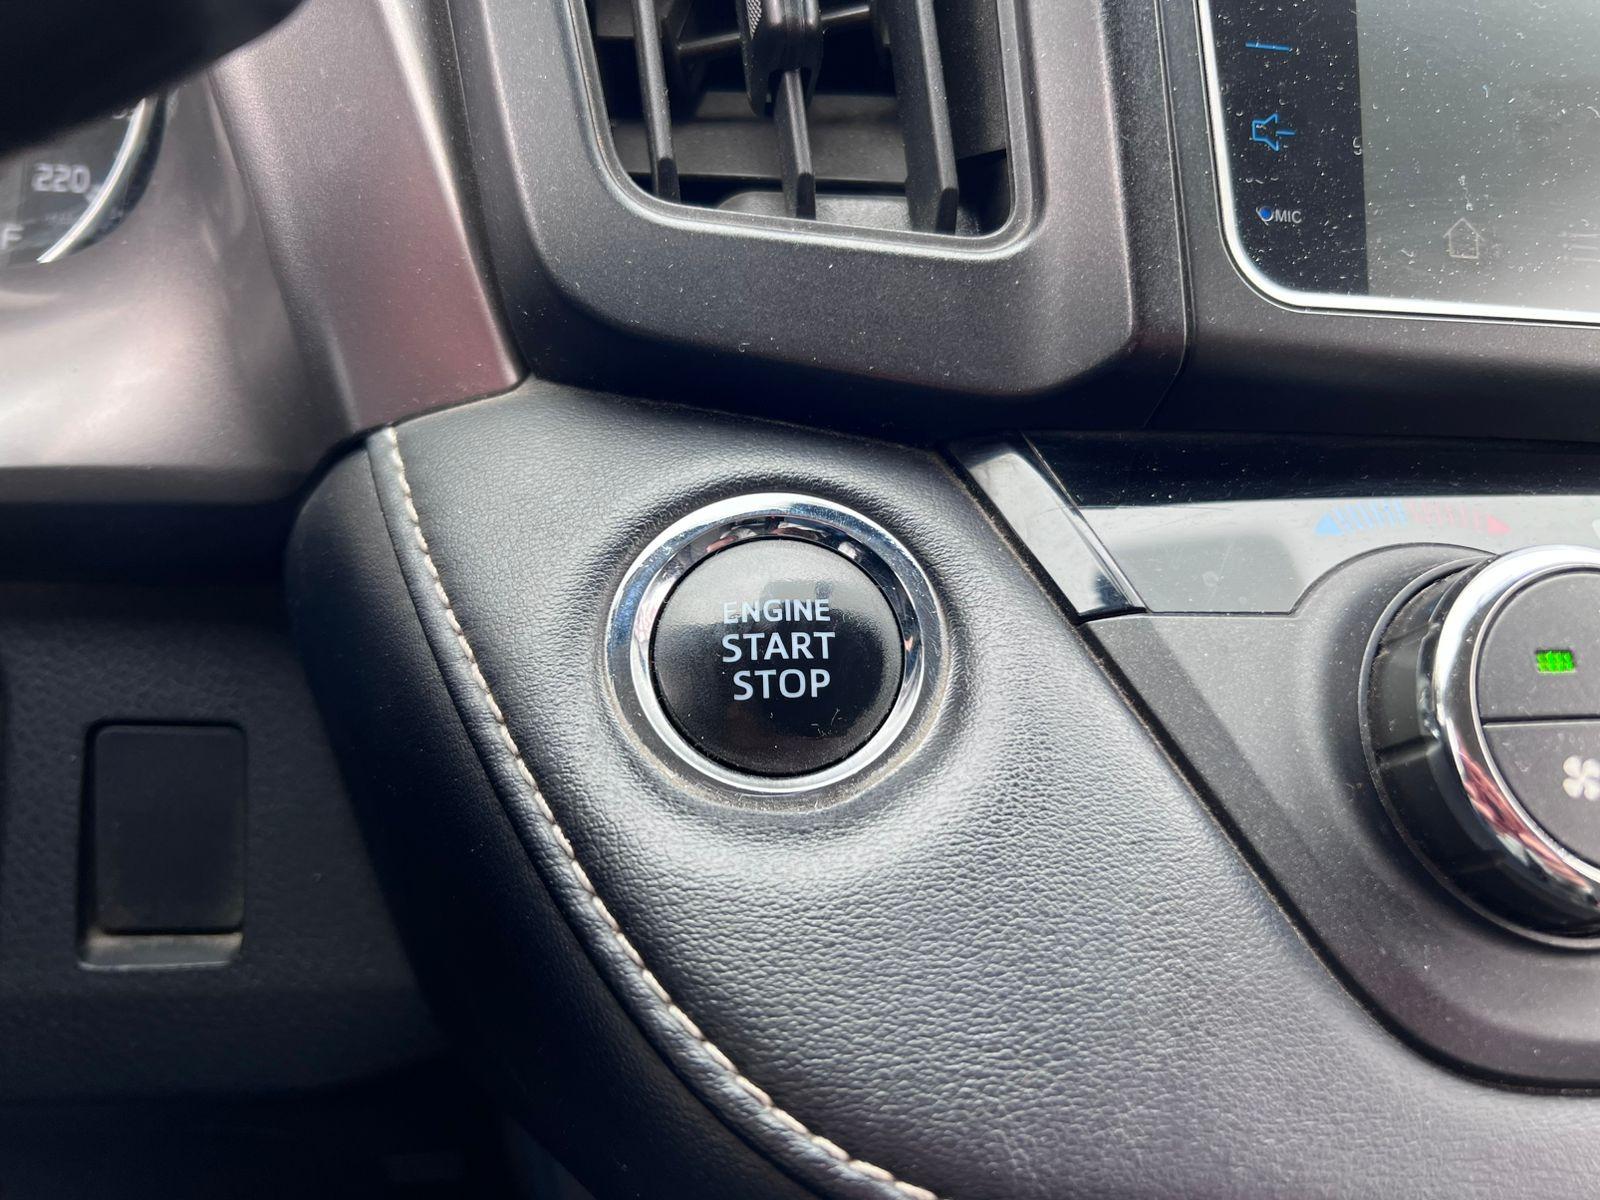 220
F
MIC
ENGINE
START
STOP